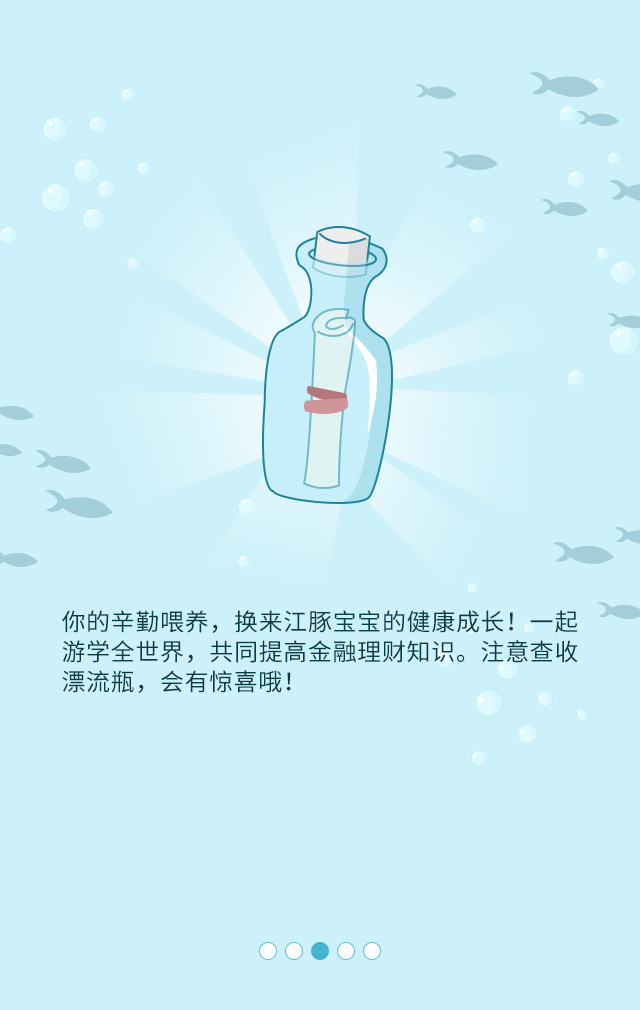 你的辛勤喂养，换来江豚宝宝的健康成长！一起
游学全世界，共同提高金融理财知识。注意查收
漂流瓶，会有惊喜哦！